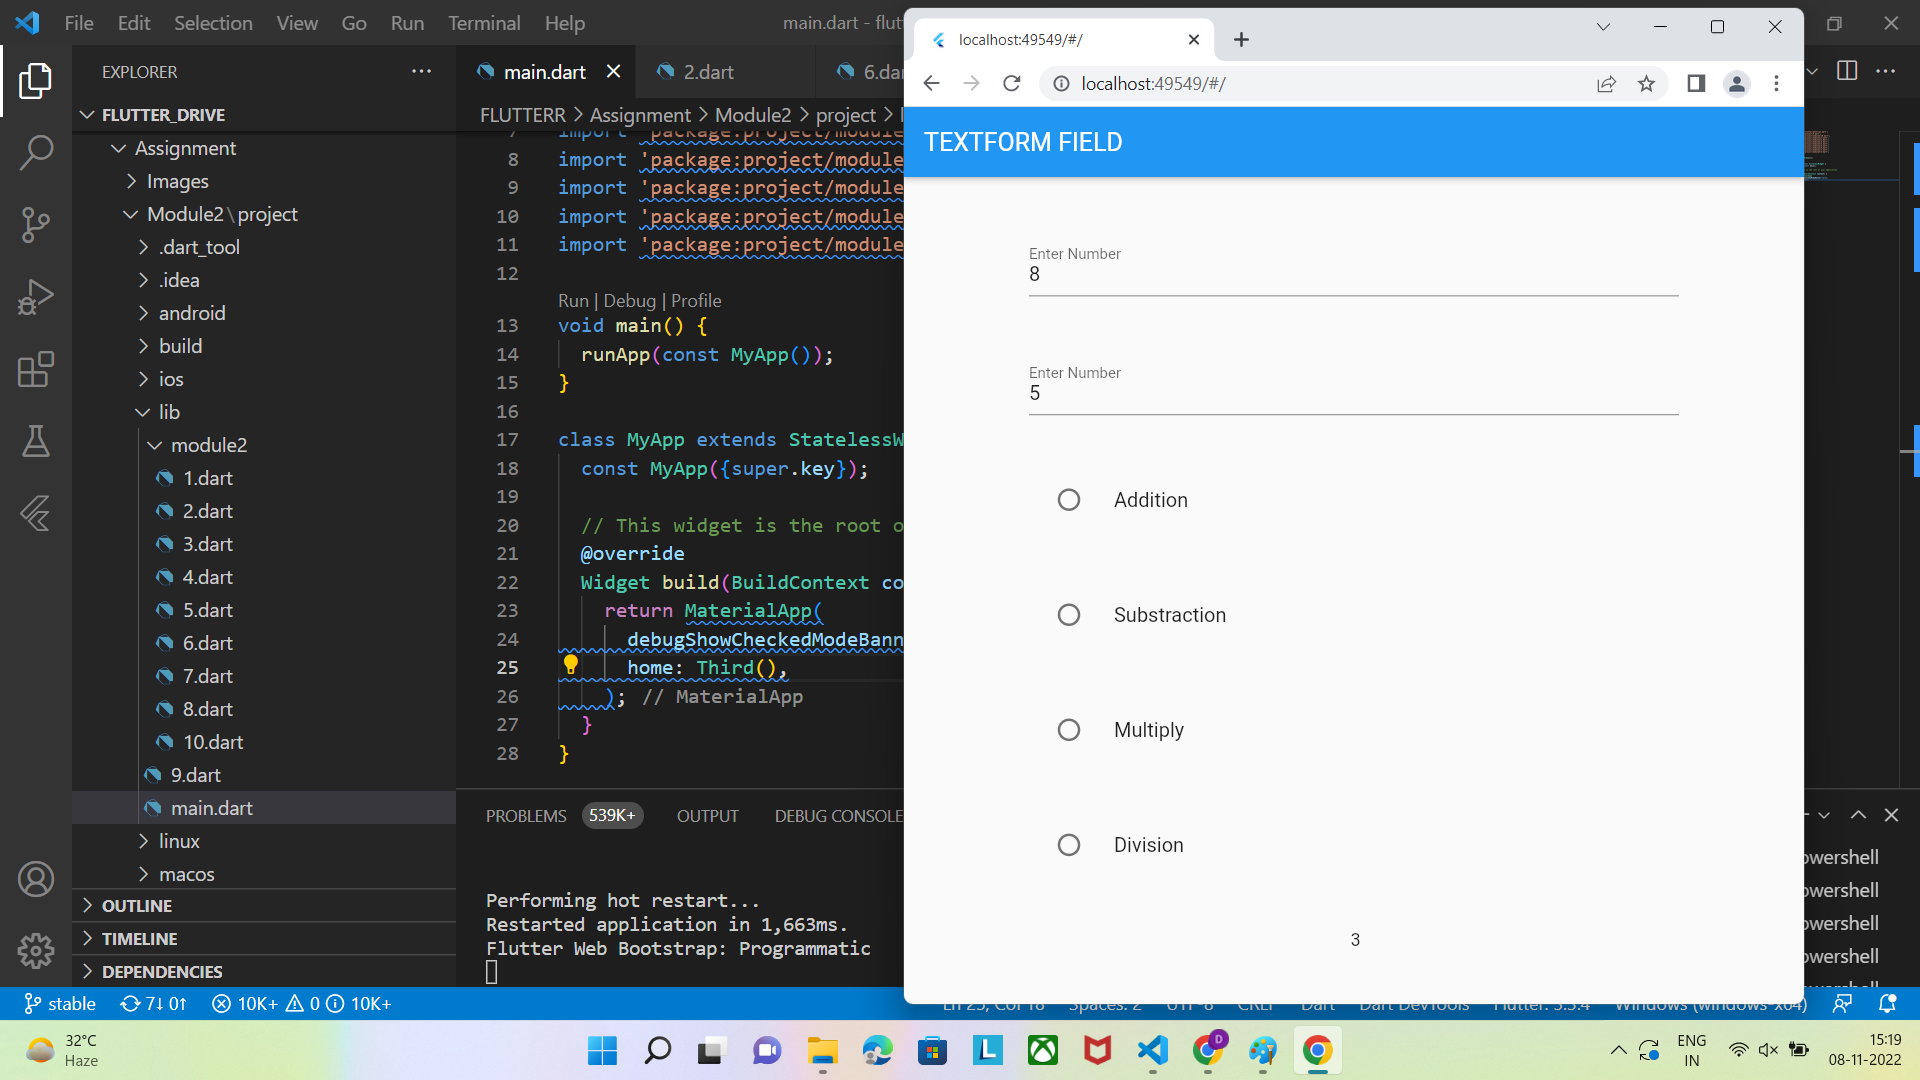 File Edit Selection View Go Run Terminal Help
main.dart - flut
EXPLORER
FLUTTER_DRIVE
Assignment
Images
Module2\project
.dart_tool
.idea
android
build
ios
lib
module2
1.dart
2.dart
3.dart
4.dart
5.dart
6.dart
7.dart
8.dart
10.dart
9.dart
main.dart
linux
macos
OUTLINE
TIMELINE
DEPENDENCIES
main.dart 2.dart 6.da
FLUTTERR > Assignment > Module2 > project >
7 import 'package:project/module
8 import 'package:project/module
9 import 'package:project/module
10 import 'package:project/module
11 import 'package:project/module
12
Run | Debug | Profile
13 void main() {
14 runApp(const MyApp());
15 }
16
17 class MyApp extends StatelessW
18 const MyApp({super.key});
19
20 // This widget is the root o
21 @override
22 Widget build(BuildContext co
23 return MaterialApp(
24 debugShowCheckedModeBann
25 home: Third(),
26 ); // MaterialApp
27 }
28 }
PROBLEMS 539K+ OUTPUT DEBUG CONSOLE
Performing hot restart...
Restarted application in 1,663ms.
Flutter Web Bootstrap: Programmatic
owershell
owershell
owershell
owershell
localhost:49549/#/
localhost:49549/#/
TEXTFORM FIELD
Enter Number
8
Enter Number
5
Addition
Substraction
Multiply
Division
3
stable 7↓ 0↑ 10K+ 0 10K+
Ln 25, Col 18 Spaces: 2 UTF-8 CRLF Dart Dart DevTools Flutter: 3.3.4 Windows (windows-x64)
32°C
Haze
D
L
ENG
IN
15:19
08-11-2022